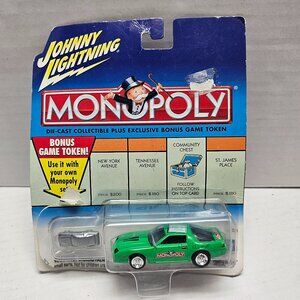 JOHNNY
LIGHTNING
MONOPOLY
DIE-CAST COLLECTIBLE PLUS EXCLUSIVE BONUS GAME TOKEN
BONUS
GAME TOKEN!
Use it with
your own
Monopoly
set
NEW YORK
AVENUE
PRICE $200
TENNESSEE
AVENUE
PRICE $180
COMMUNITY
CHEST
FOLLOW
INSTRUCTIONS
ON TOP CARD
ST. JAMES
PLACE
PRICE $180
MONOPOLY